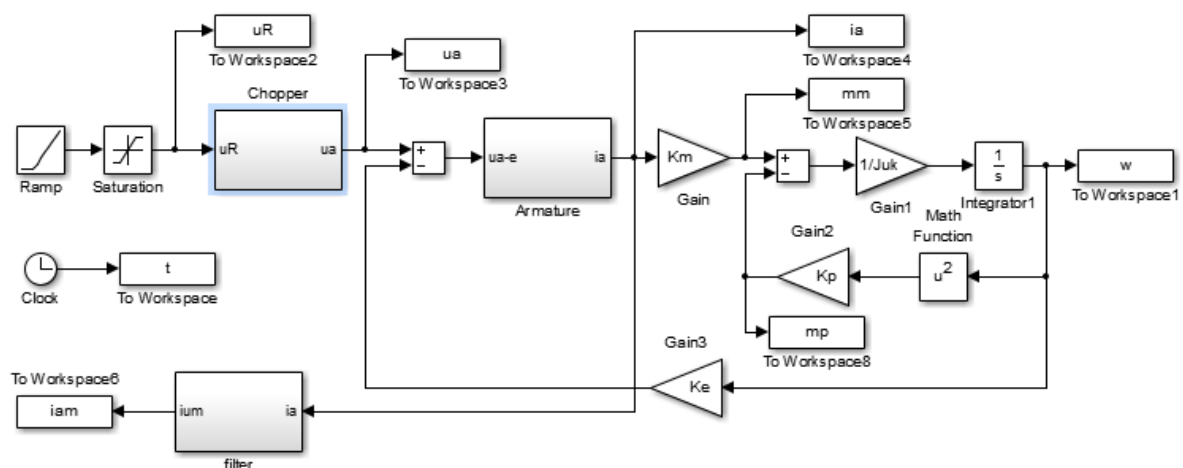 uR
To Workspace2
ua
To Workspace3
ia
To Workspace4
mm
To Workspace5
Chopper
uR ua
Ramp
Saturation
+
−
ua-e ia
Armature
Km
Gain
+
−
1/Juk
Gain1
1
s
Integrator1
w
To Workspace1
t
Clock
To Workspace
Gain2
Kp
Math
Function
u2
mp
To Workspace8
Gain3
Ke
To Workspace6
iam
ium ia
filter